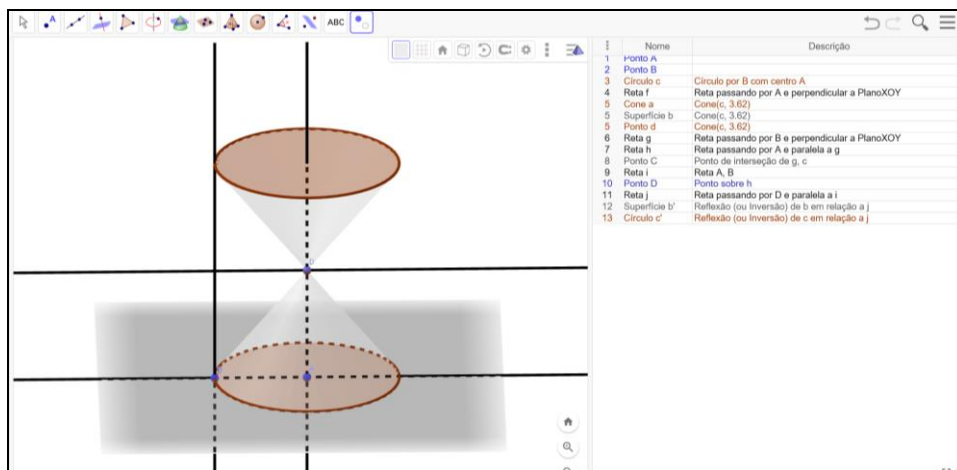 ABC
Nome Descrição
1 Ponto A
2 Ponto B
3 Círculo c Círculo por B com centro A
4 Reta f Reta passando por A e perpendicular a PlanoXOY
5 Cone a Cone(c, 3.62)
5 Superfície b Cone(c, 3.62)
5 Ponto d Cone(c, 3.62)
6 Reta g Reta passando por B e perpendicular a PlanoXOY
7 Reta h Reta passando por A e paralela a g
8 Ponto C Ponto de interseção de g, c
9 Reta i Reta A, B
10 Ponto D Ponto sobre h
11 Reta j Reta passando por D e paralela a i
12 Superfície b' Reflexão (ou Inversão) de b em relação a j
13 Círculo c' Reflexão (ou Inversão) de c em relação a j